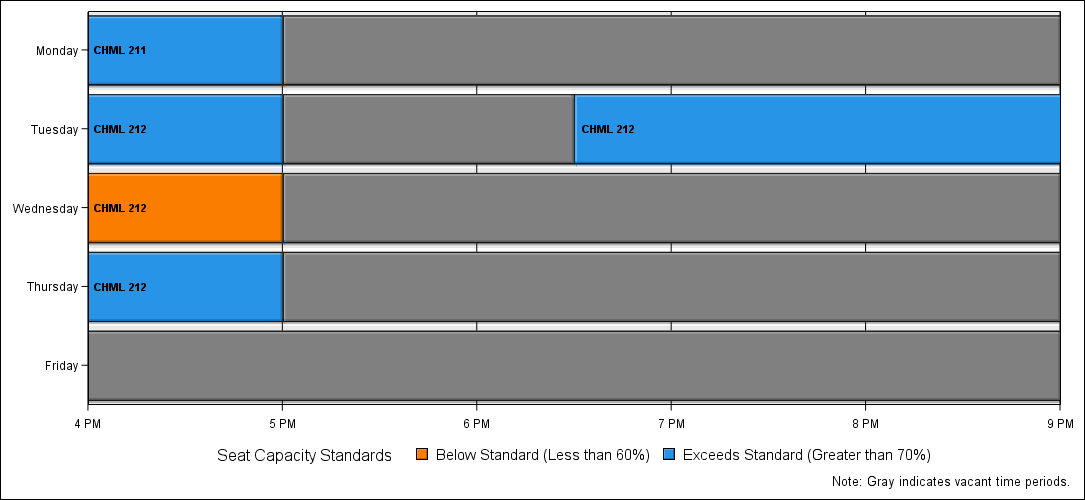 Monday
CHML 211
Tuesday
CHML 212
CHML 212
Wednesday
CHML 212
Thursday
CHML 212
Friday
4 PM 5 PM 6 PM 7 PM 8 PM 9 PM
Seat Capacity Standards Below Standard (Less than 60%) Exceeds Standard (Greater than 70%)
Note: Gray indicates vacant time periods.